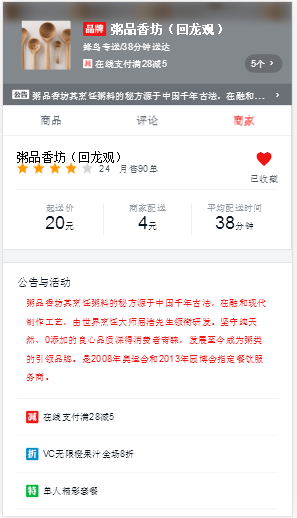 品牌 粥品香坊（回龙观）
蜂鸟专送/38分钟送达
减 在线支付满28减5
5个 >
公告 粥品香坊其烹饪粥料的秘方源于中国千年古法，在融和... >
商品 评论 商家
粥品香坊（回龙观）
24 月售90单
已收藏
起送价 商家配送 平均配送时间
20元 4元 38分钟
公告与活动
粥品香坊其烹饪粥料的秘方源于中国千年古法，在融和现代
制作工艺，由世界烹饪大师屈浩先生领衔研发。坚守纯天
然、0添加的良心品质深得消费者青睐，发展至今成为粥类
的引领品牌。是2008年奥运会和2013年园博会指定餐饮服
务商。
减 在线支付满28减5
折 VC无限橙果汁全场8折
特 单人精彩套餐